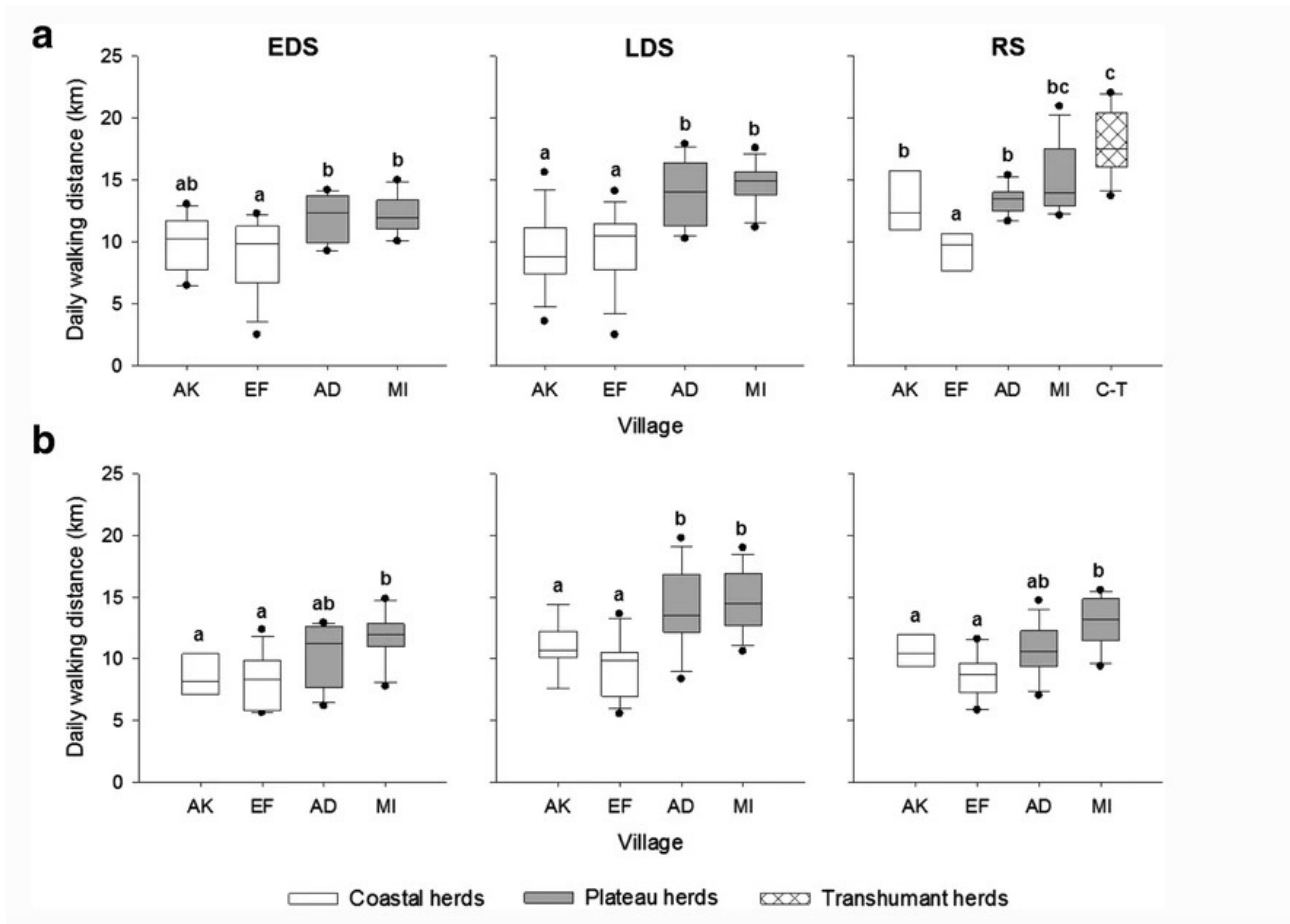 a
EDS LDS RS
Daily walking distance (km)
25
20
15
10
5
0
ab a b b
a a b b
b a b bc c
AK EF AD MI
AK EF AD MI
AK EF AD MI C-T
Village
b
Daily walking distance (km)
25
20
15
10
5
0
a a ab b
a a b b
a a ab b
AK EF AD MI
AK EF AD MI
AK EF AD MI
Village
Coastal herds Plateau herds Transhumant herds